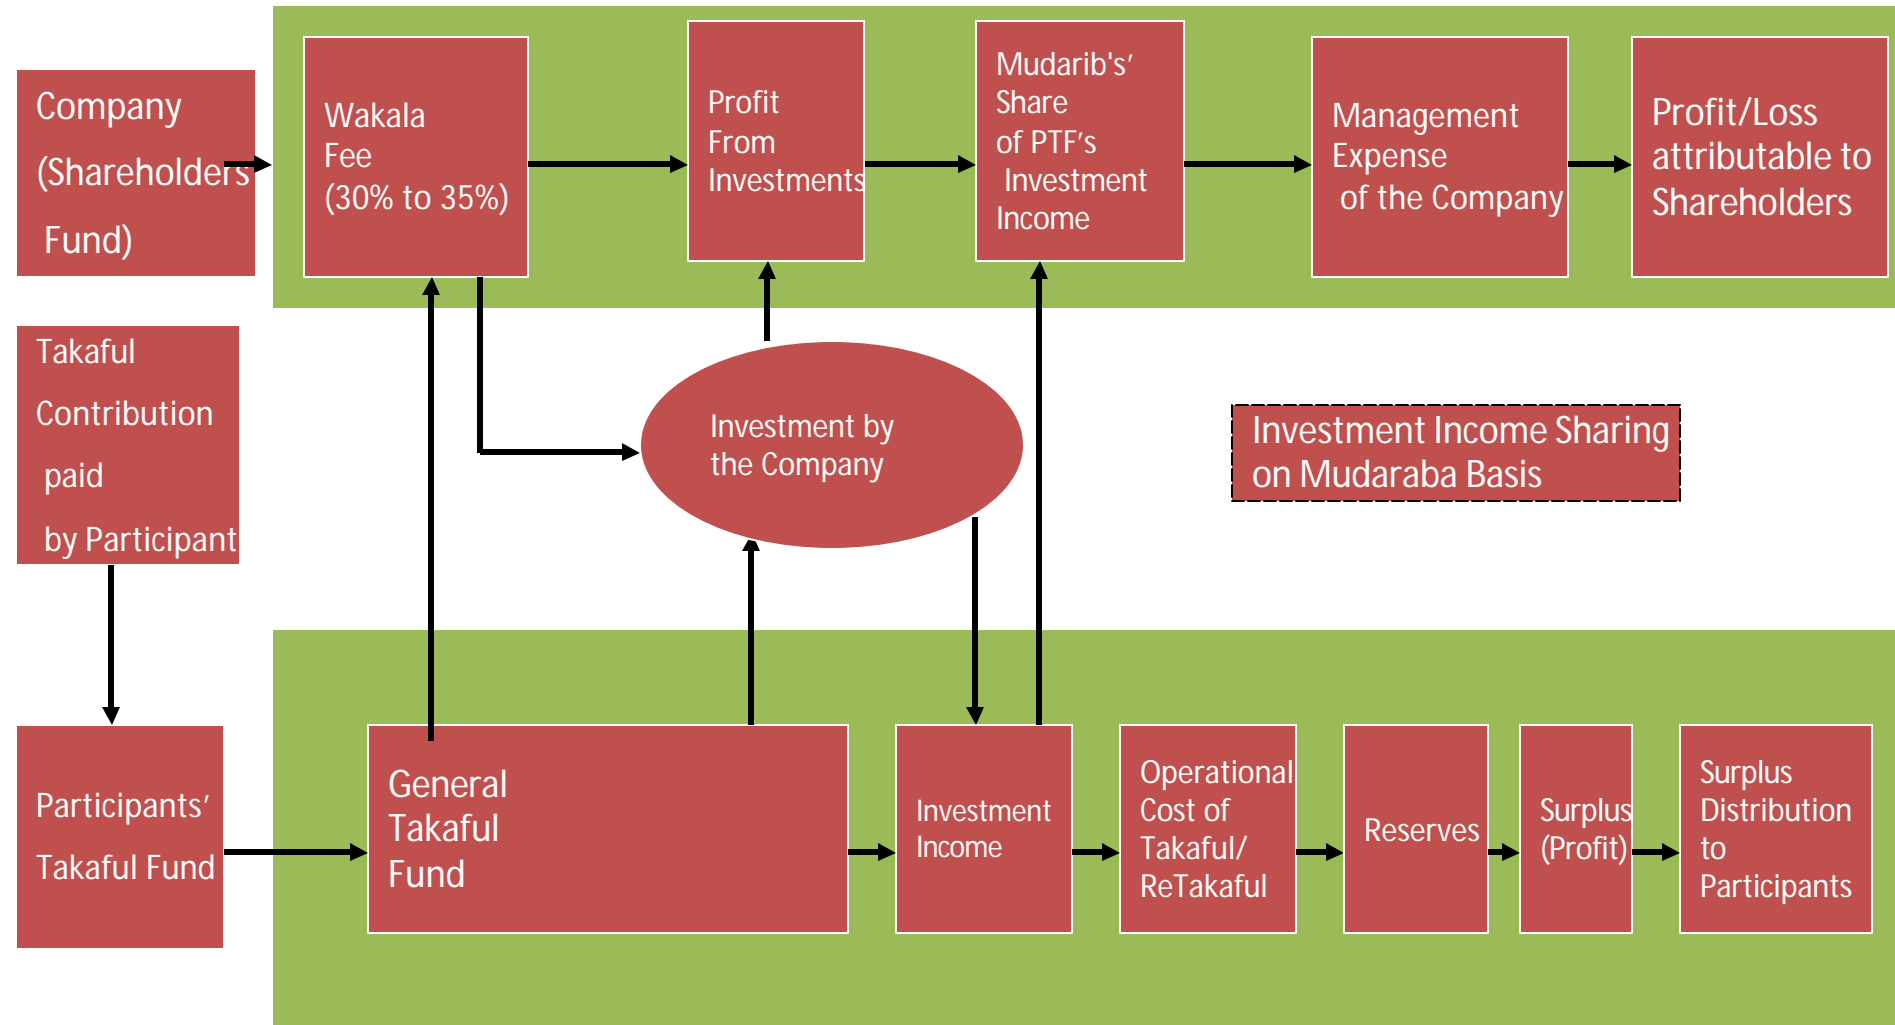 Company
(Shareholders
Fund)
Wakala
Fee
(30% to 35%)
Profit
From
Investments
Mudarib's’
Share
of PTF’s
Investment
Income
Management
Expense
of the Company
Profit/Loss
attributable to
Shareholders
Takaful
Contribution
paid
by Participant
Investment by
the Company
Investment Income Sharing
on Mudaraba Basis
Participants’
Takaful Fund
General
Takaful
Fund
Investment
Income
Operational
Cost of
Takaful/
ReTakaful
Reserves
Surplus
(Profit)
Surplus
Distribution
to
Participants